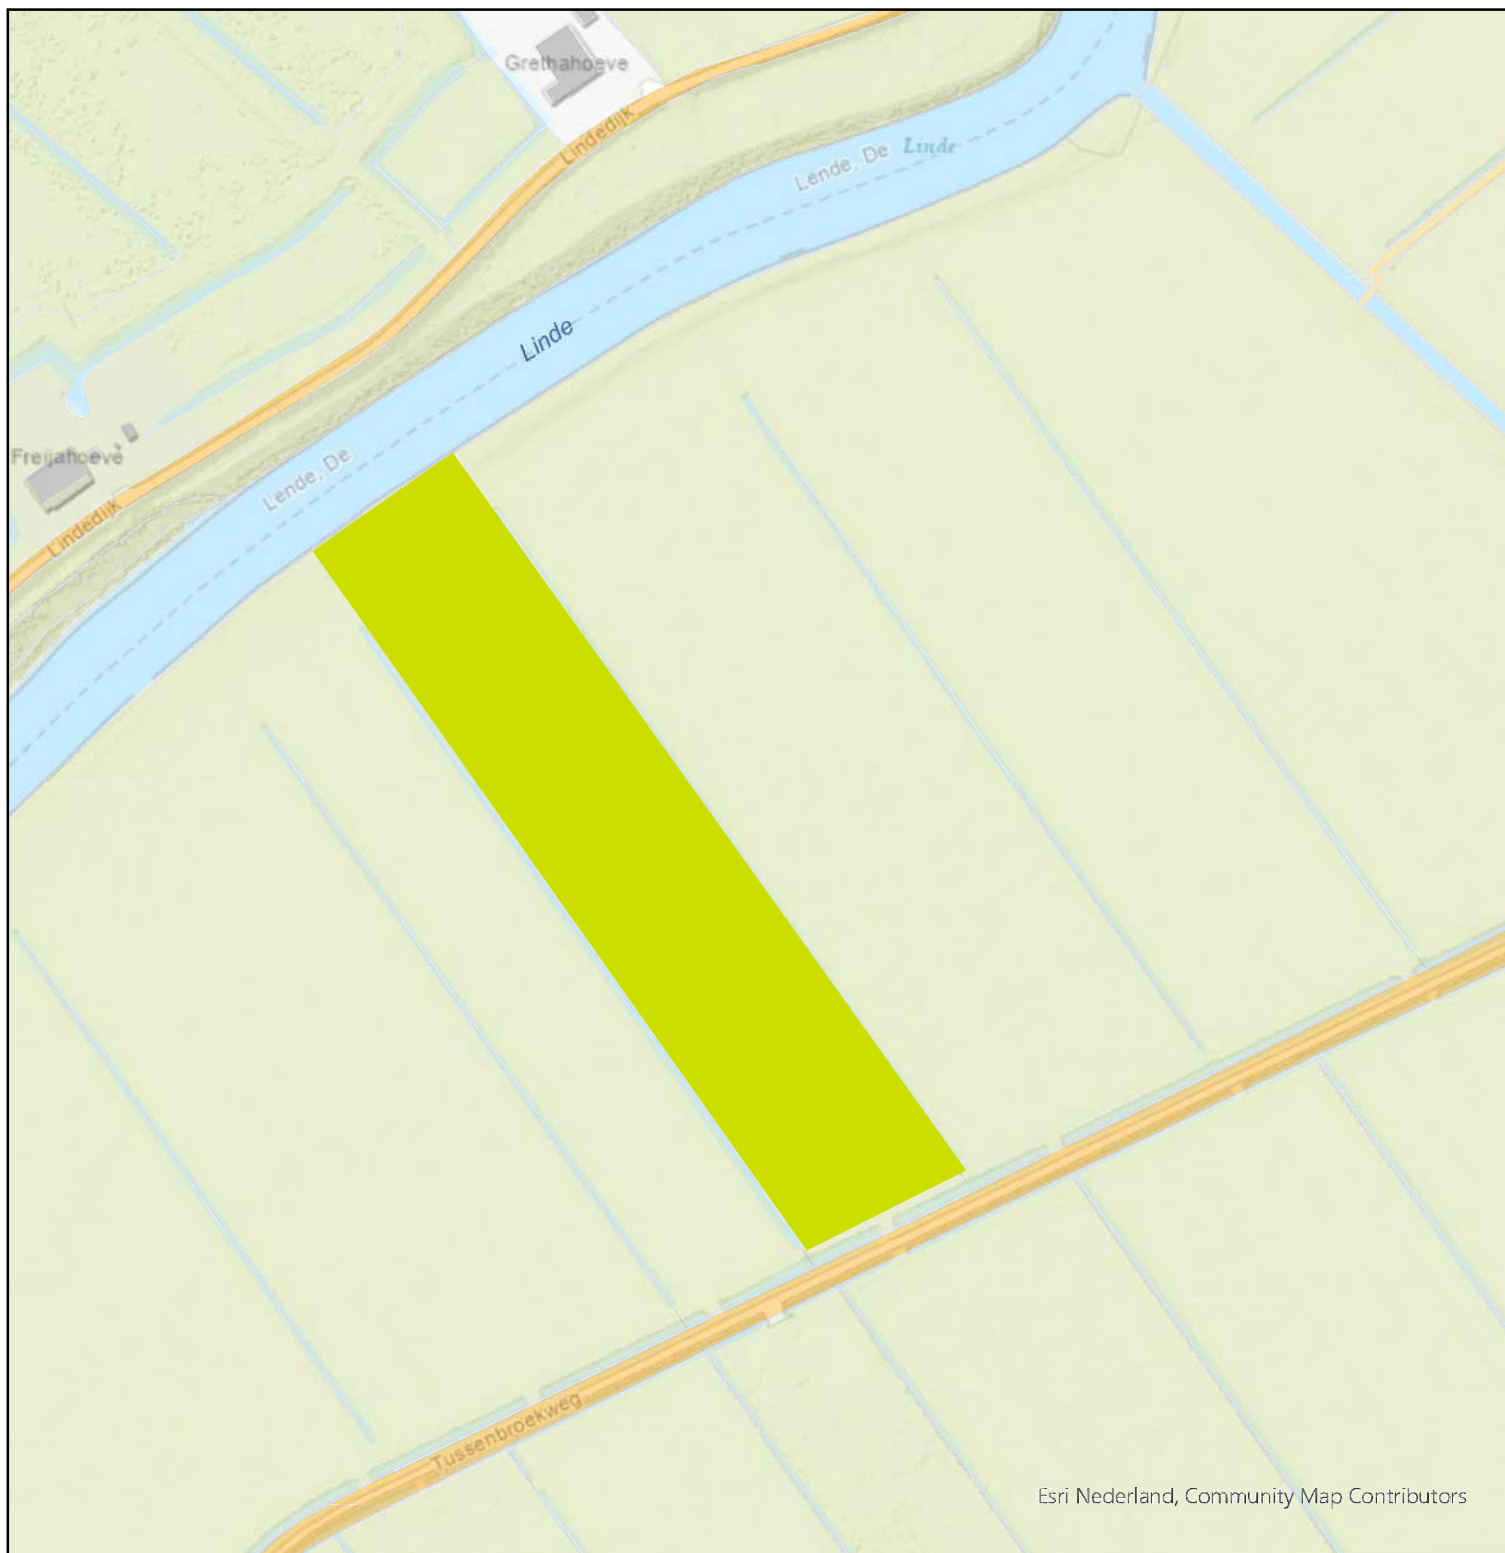 Grethahoeve
Lindedijk
Lende, De
Linde
Linde
Freijahoeve
Lende, De
Lindedijk
Tussenbroekweg
Esri Nederland, Community Map Contributors